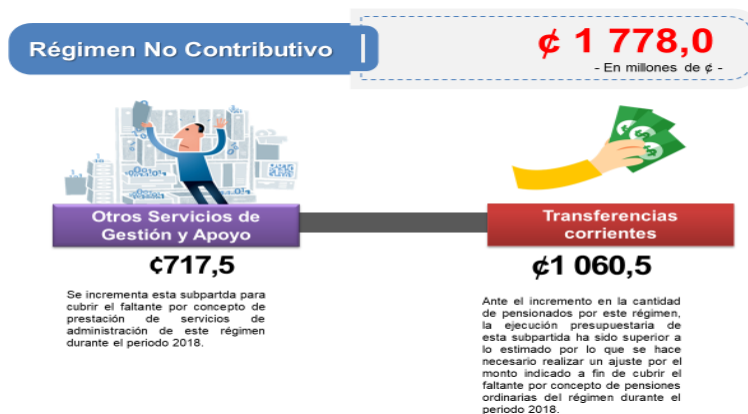 Régimen No Contributivo
¢ 1 778,0
- En millones de ¢ -
Otros Servicios de
Gestión y Apoyo
Transferencias
corrientes
¢717,5
¢1 060,5
Se incrementa esta subpartda para
cubrir el faltante por concepto de
prestación de servicios de
administración de este régimen
durante el periodo 2018.
Ante el incremento en la cantidad
de pensionados por este régimen,
la ejecución presupuestaria de
esta subpartida ha sido superior a
lo estimado por lo que se hace
necesario realizar un ajuste por el
monto indicado a fin de cubrir el
faltante por concepto de pensiones
ordinarias del régimen durante el
periodo 2018.